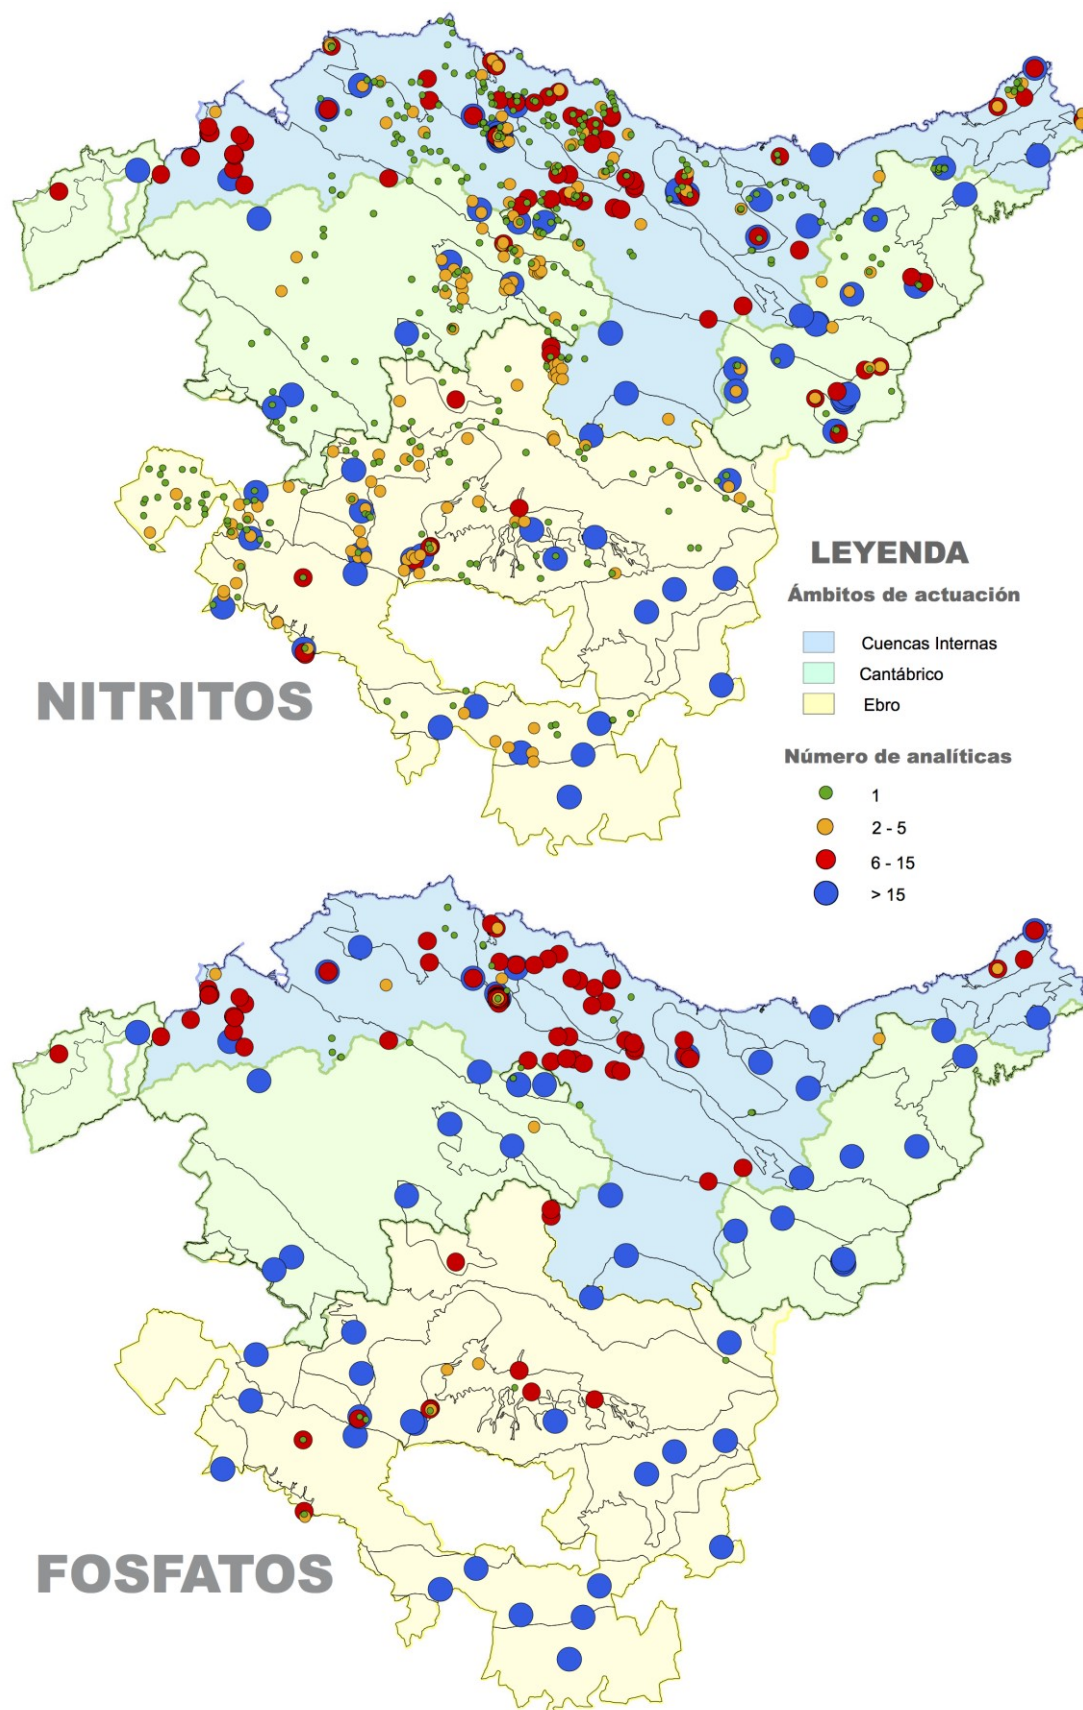 LEYENDA
Ámbitos de actuación
Cuencas Internas
Cantábrico
Ebro
NITRITOS
Número de analíticas
1
2 - 5
6 - 15
> 15
FOSFATOS